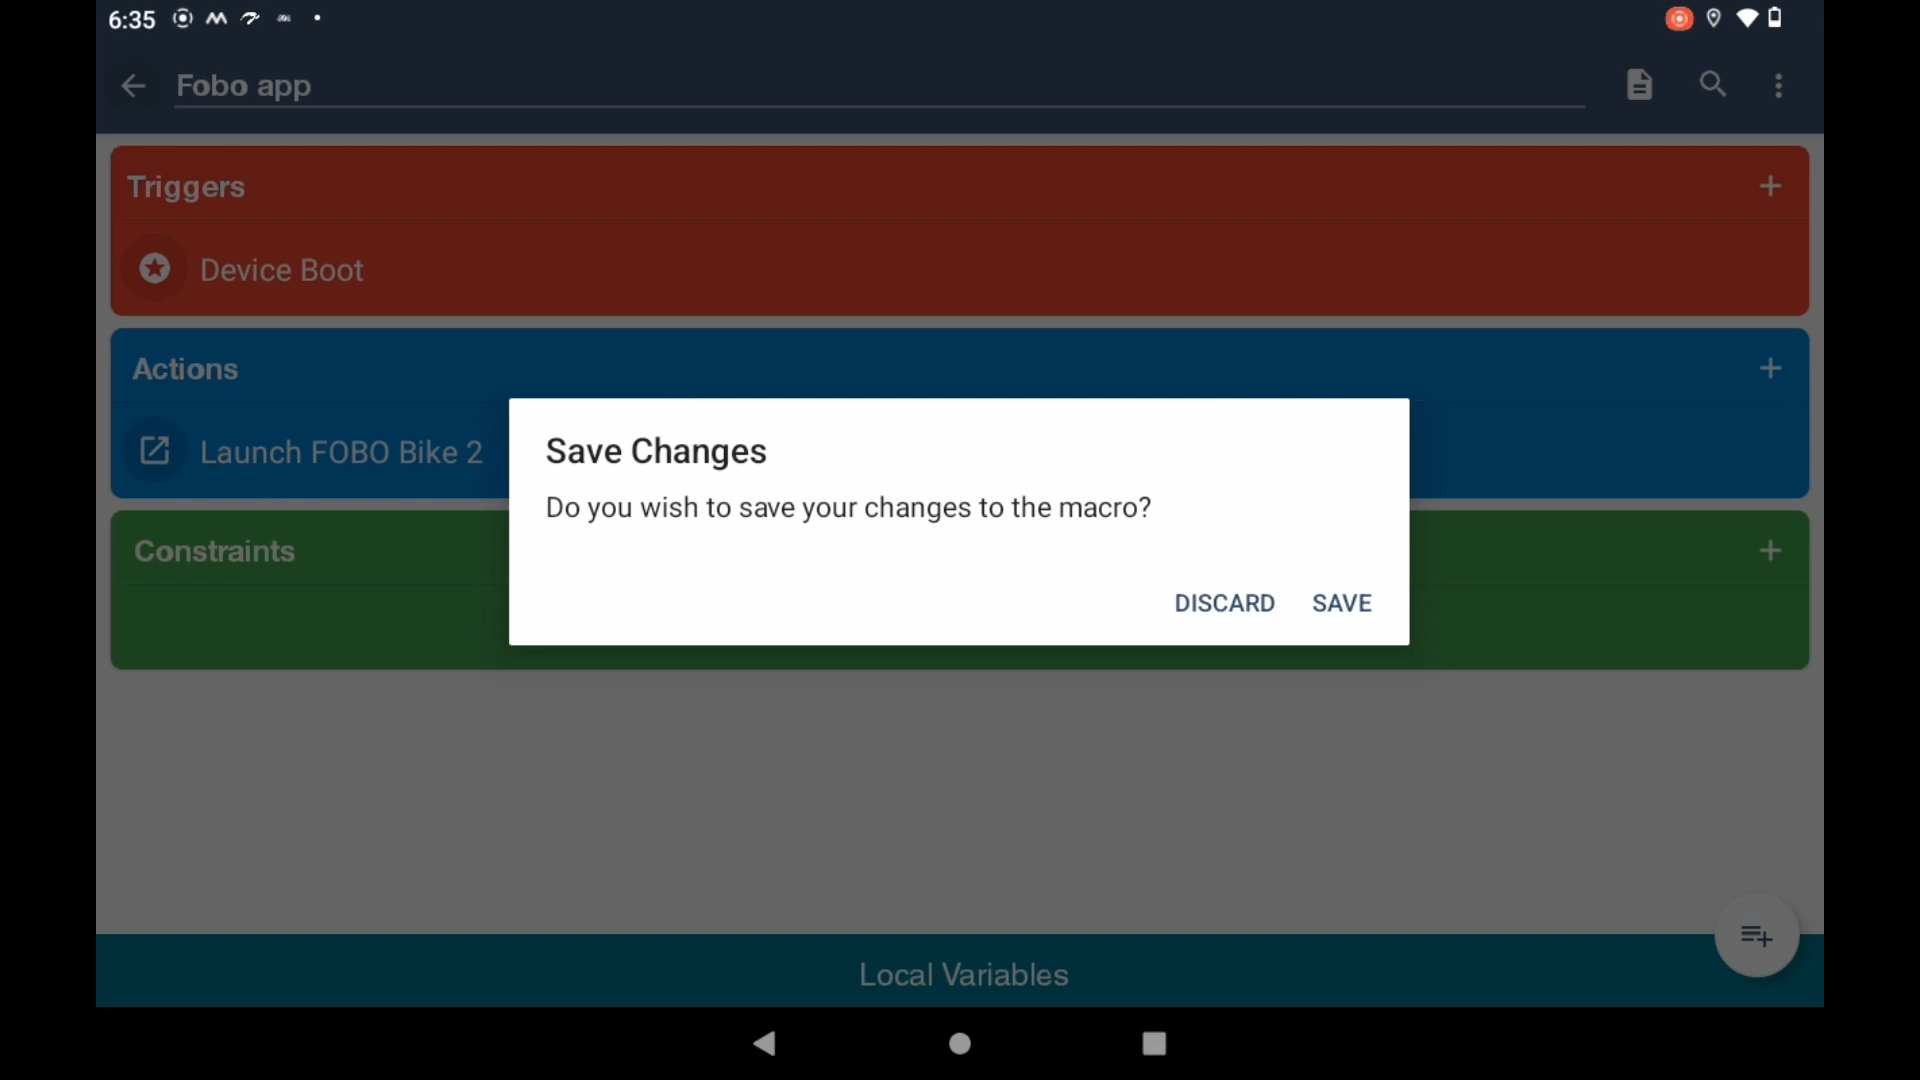 6:35
Fobo app
Triggers
Device Boot
Actions
Launch FOBO Bike 2
Save Changes
Do you wish to save your changes to the macro?
DISCARD SAVE
Constraints
Local Variables